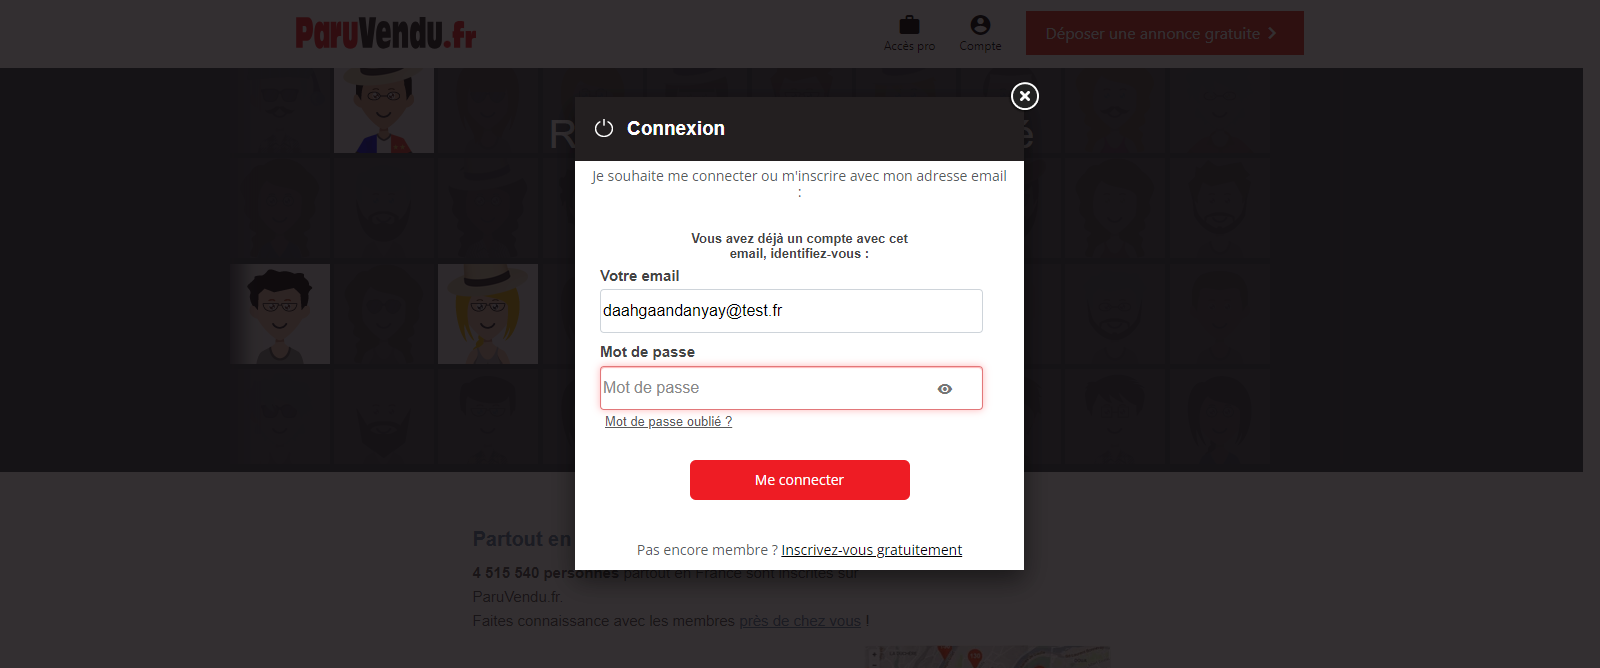 ParuVendu.fr
Accès pro
Compte
Déposer une annonce gratuite
R
é
Connexion
Je souhaite me connecter ou m'inscrire avec mon adresse email
:
Vous avez déjà un compte avec cet
email, identifiez-vous :
Votre email
daahgaandanyay@test.fr
Mot de passe
Mot de passe
Mot de passe oublié ?
Me connecter
Pas encore membre ? Inscrivez-vous gratuitement
Partout en
4 515 540 personnes partout en France sont inscrites sur
ParuVendu.fr.
Faites connaissance avec les membres près de chez vous !